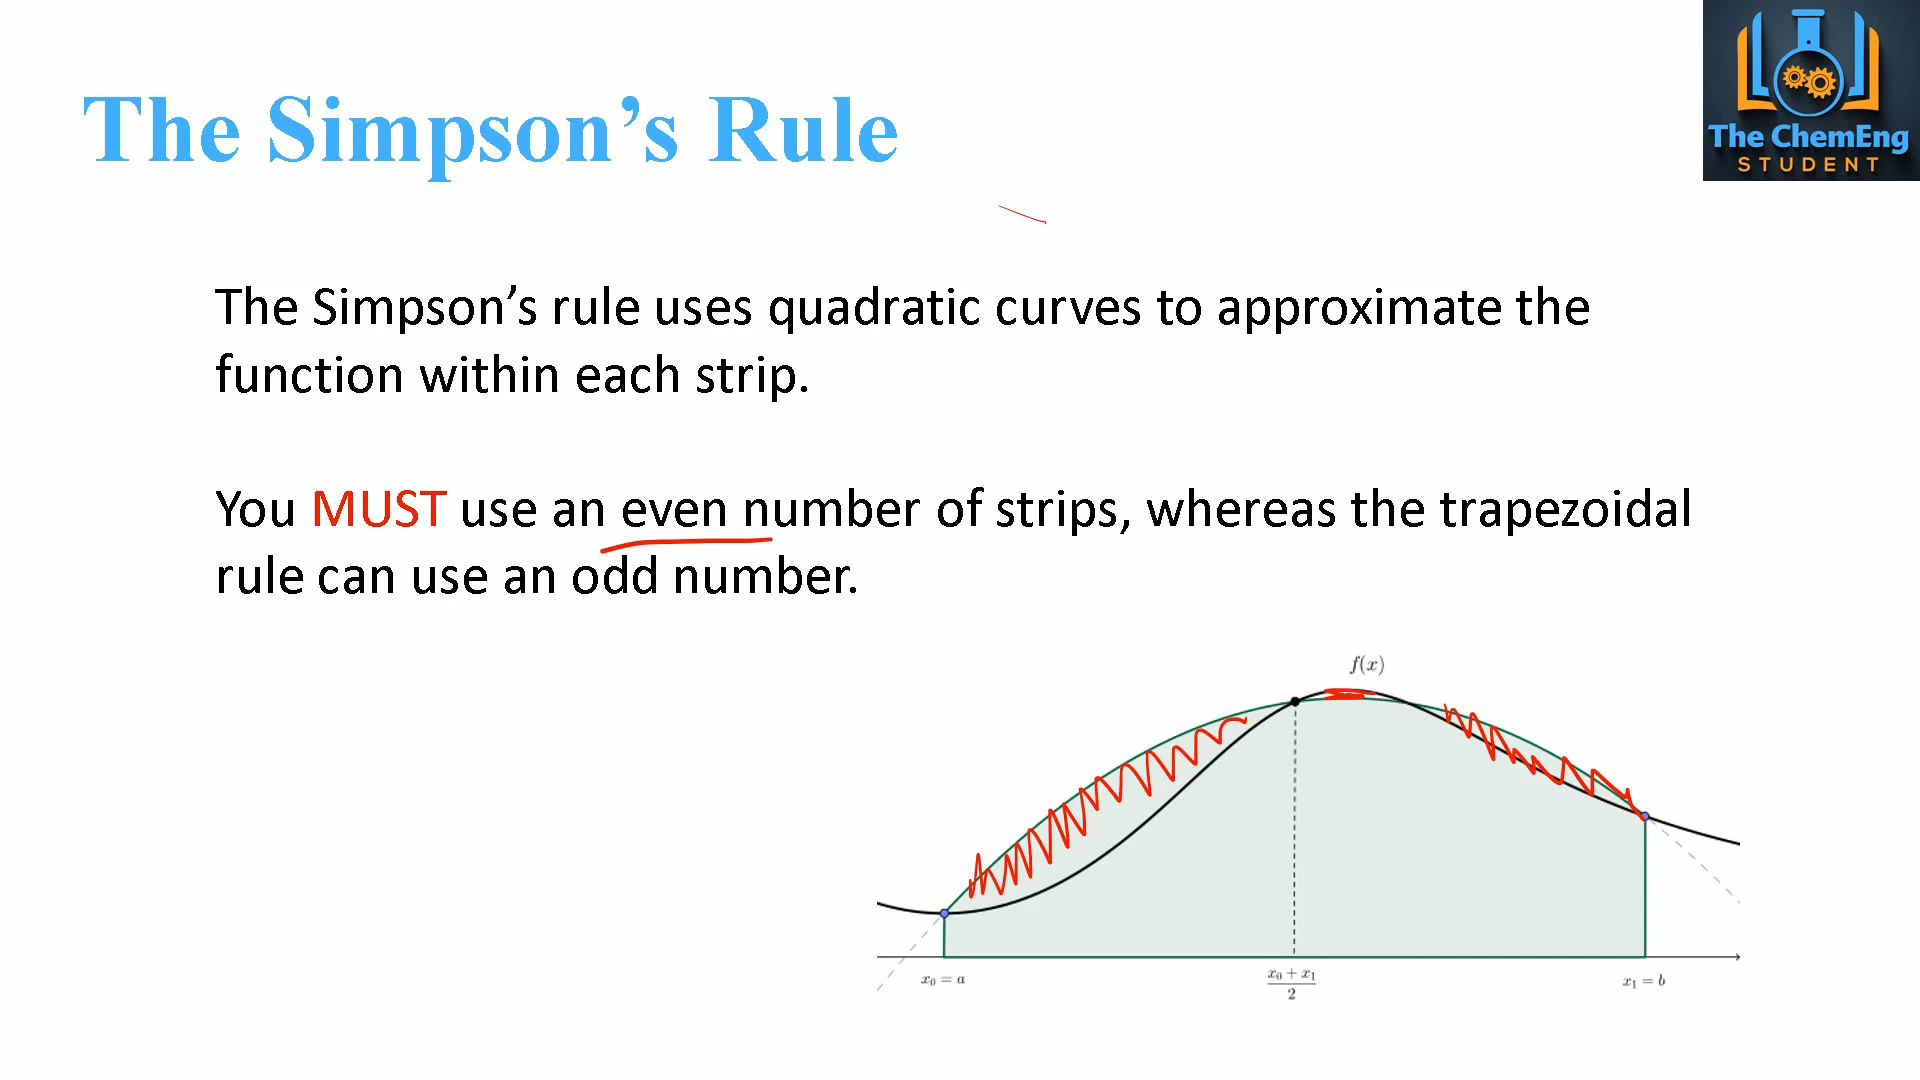 The Simpson’s Rule
The ChemEng
STUDENT
The Simpson’s rule uses quadratic curves to approximate the
function within each strip.
You MUST use an even number of strips, whereas the trapezoidal
rule can use an odd number.
f(x)
x₀ = a
x₀ + x₁
2
x₁ = b